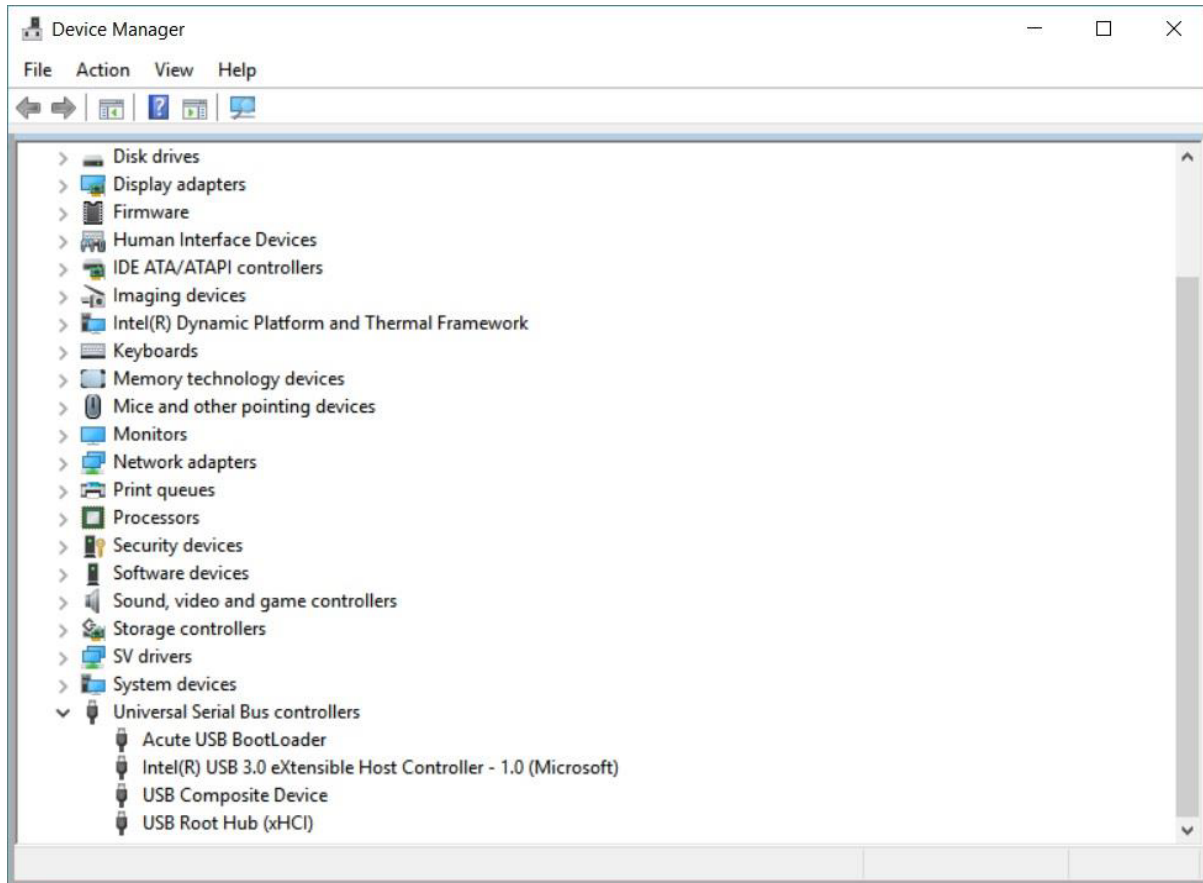 Device Manager
File Action View Help
Disk drives
Display adapters
Firmware
Human Interface Devices
IDE ATA/ATAPI controllers
Imaging devices
Intel(R) Dynamic Platform and Thermal Framework
Keyboards
Memory technology devices
Mice and other pointing devices
Monitors
Network adapters
Print queues
Processors
Security devices
Software devices
Sound, video and game controllers
Storage controllers
SV drivers
System devices
Universal Serial Bus controllers
Acute USB BootLoader
Intel(R) USB 3.0 eXtensible Host Controller - 1.0 (Microsoft)
USB Composite Device
USB Root Hub (xHCI)